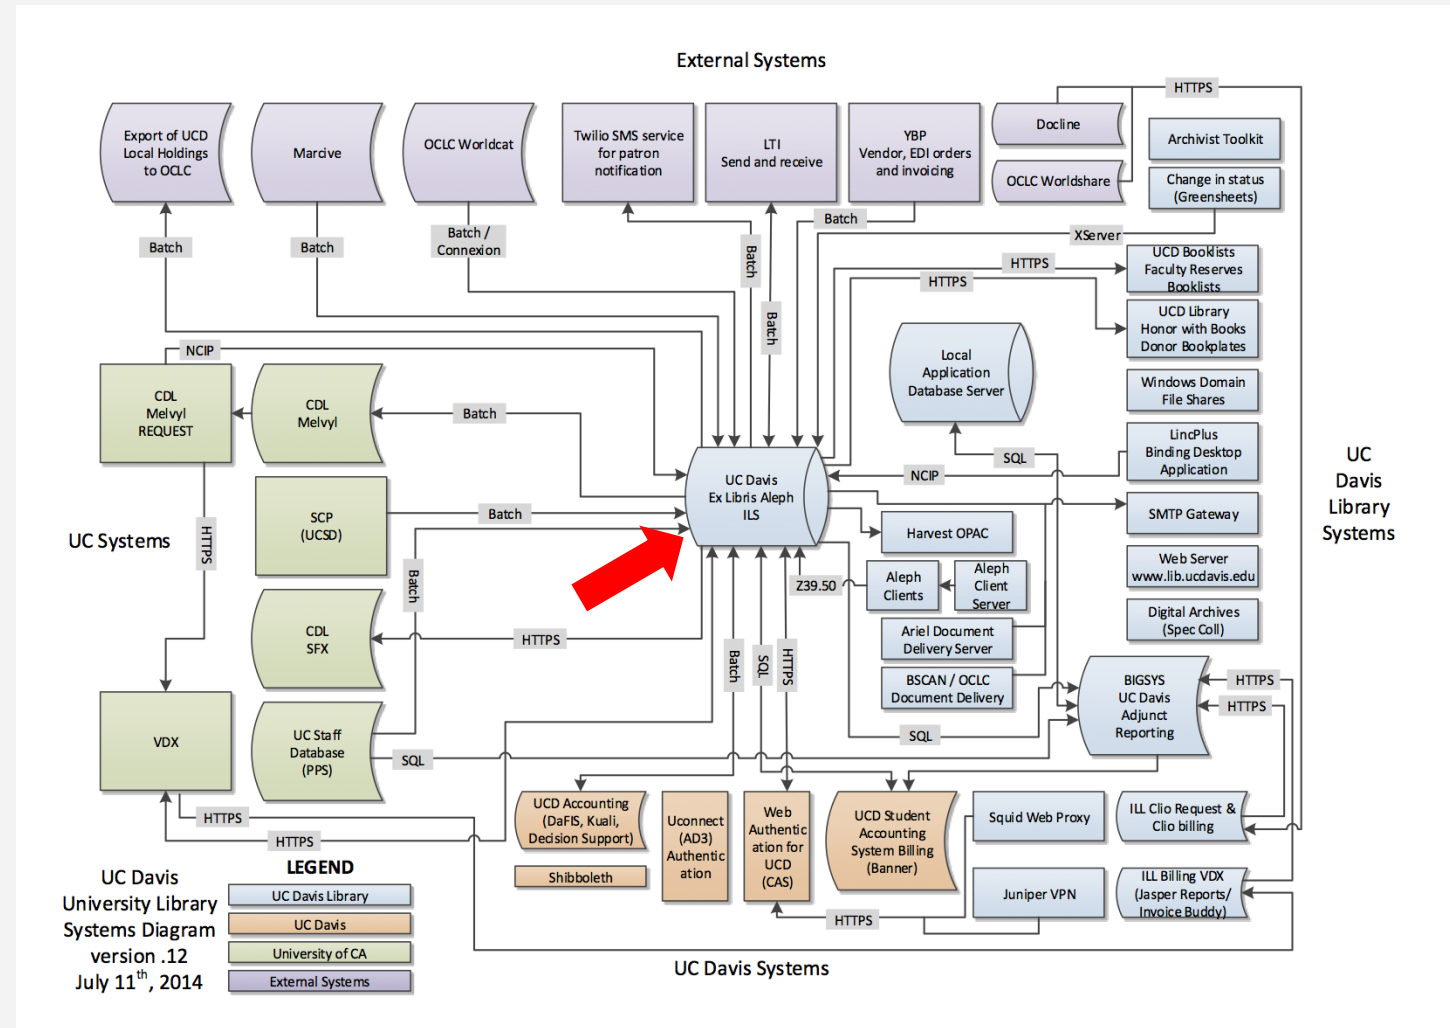 External Systems
Export of UCD
Local Holdings
to OCLC
Marcive
OCLC Worldcat
Twilio SMS service
for patron
notification
LTI
Send and receive
YBP
Vendor, EDI orders
and invoicing
Docline
OCLC Worldshare
HTTPS
Archivist Toolkit
Change in status
(Greensheets)
Batch
Batch
Batch /
Connexion
Batch
Batch
Batch
XServer
HTTPS
HTTPS
UCD Booklists
Faculty Reserves
Booklists
UCD Library
Honor with Books
Donor Bookplates
Windows Domain
File Shares
LincPlus
Binding Desktop
Application
SMTP Gateway
Web Server
www.lib.ucdavis.edu
Digital Archives
(Spec Coll)
UC
Davis
Library
Systems
Local
Application
Database Server
SQL
NCIP
NCIP
CDL
Melvyl
REQUEST
CDL
Melvyl
Batch
UC Davis
Ex Libris Aleph
ILS
SCP
(UCSD)
Batch
UC Systems
HTTPS
Batch
CDL
SFX
HTTPS
Harvest OPAC
Z39.50
Aleph
Clients
Aleph
Client
Server
Ariel Document
Delivery Server
BSCAN / OCLC
Document Delivery
Batch
SQL
HTTPS
VDX
UC Staff
Database
(PPS)
SQL
SQL
BIGSYS
UC Davis
Adjunct
Reporting
HTTPS
HTTPS
HTTPS
HTTPS
UCD Accounting
(DaFIS, Kuali,
Decision Support)
Shibboleth
Uconnect
(AD3)
Authentic
ation
Web
Authentic
ation for
UCD
(CAS)
UCD Student
Accounting
System Billing
(Banner)
Squid Web Proxy
Juniper VPN
HTTPS
ILL Clio Request &
Clio billing
ILL Billing VDX
(Jasper Reports/
Invoice Buddy)
UC Davis Systems
UC Davis
University Library
Systems Diagram
version .12
July 11th, 2014
LEGEND
UC Davis Library
UC Davis
University of CA
External Systems